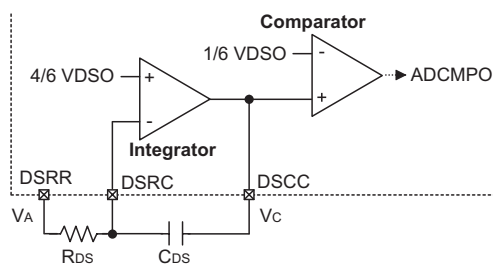 Comparator
1/6 VDSO
-
4/6 VDSO
+
ADCMPO
+
-
Integrator
DSRR
DSRC
DSCC
VA
VC
RDS
CDS